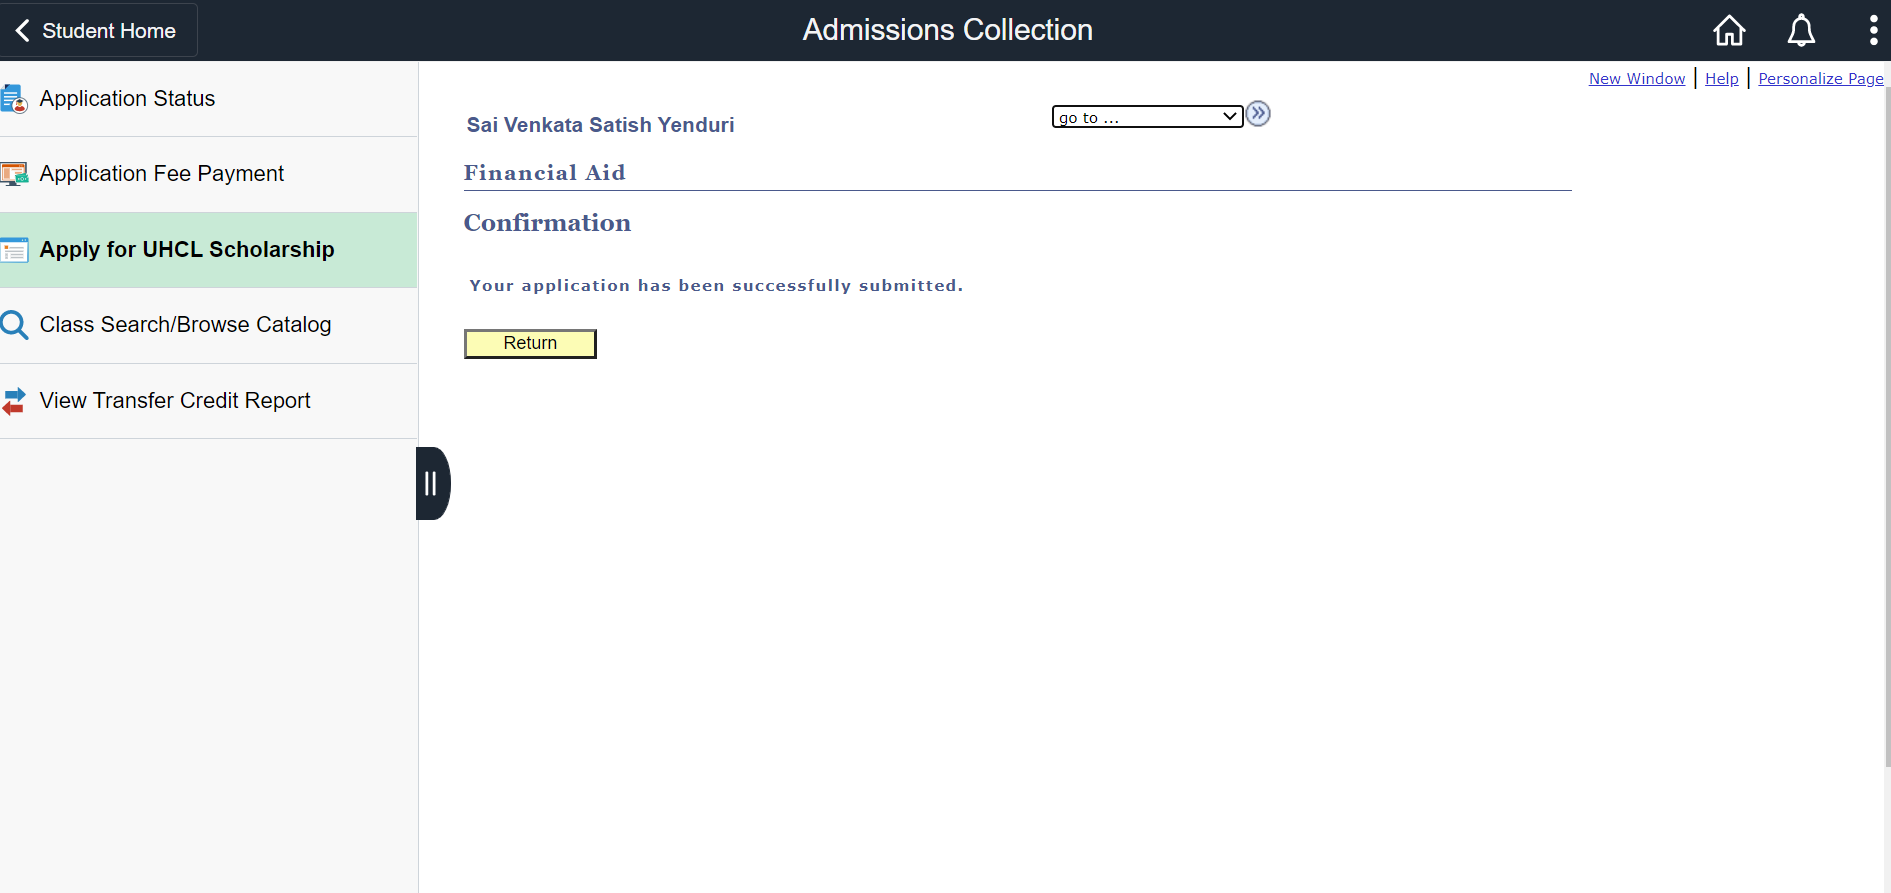 Student Home
Admissions Collection
New Window | Help | Personalize Page
Application Status
Application Fee Payment
Apply for UHCL Scholarship
Class Search/Browse Catalog
View Transfer Credit Report
Sai Venkata Satish Yenduri
go to ...
Financial Aid
Confirmation
Your application has been successfully submitted.
Return